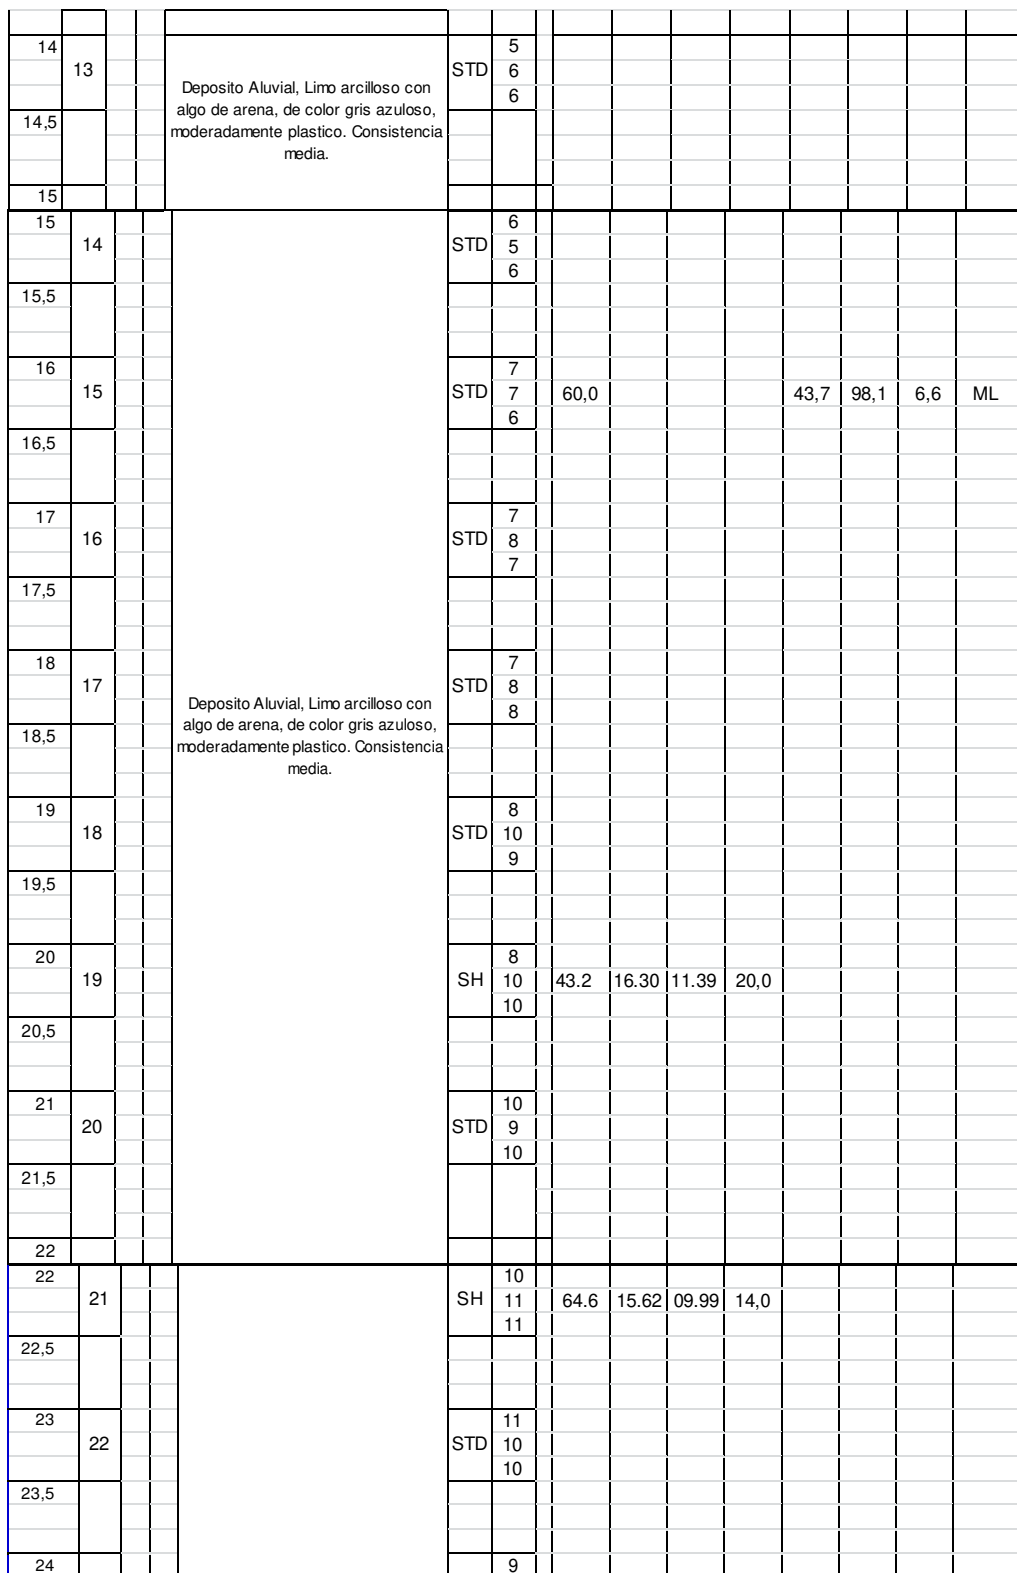 14 5
13 STD 6
6
Deposito Aluvial, Limo arcilloso con
algo de arena, de color gris azuloso,
moderadamente plastico. Consistencia
media.
14,5
15
15 6
14 STD 5
6
15,5
16 7
15 STD 7 60,0 43,7 98,1 6,6 ML
6
16,5
17 7
16 STD 8
7
17,5
18 7
17 STD 8
8
Deposito Aluvial, Limo arcilloso con
algo de arena, de color gris azuloso,
moderadamente plastico. Consistencia
media.
18,5
19 8
18 STD 10
9
19,5
20 8
19 SH 10 43.2 16.30 11.39 20,0
10
20,5
21 10
20 STD 9
10
21,5
22
22 10
21 SH 11 64.6 15.62 09.99 14,0
11
22,5
23 11
22 STD 10
10
23,5
24 9